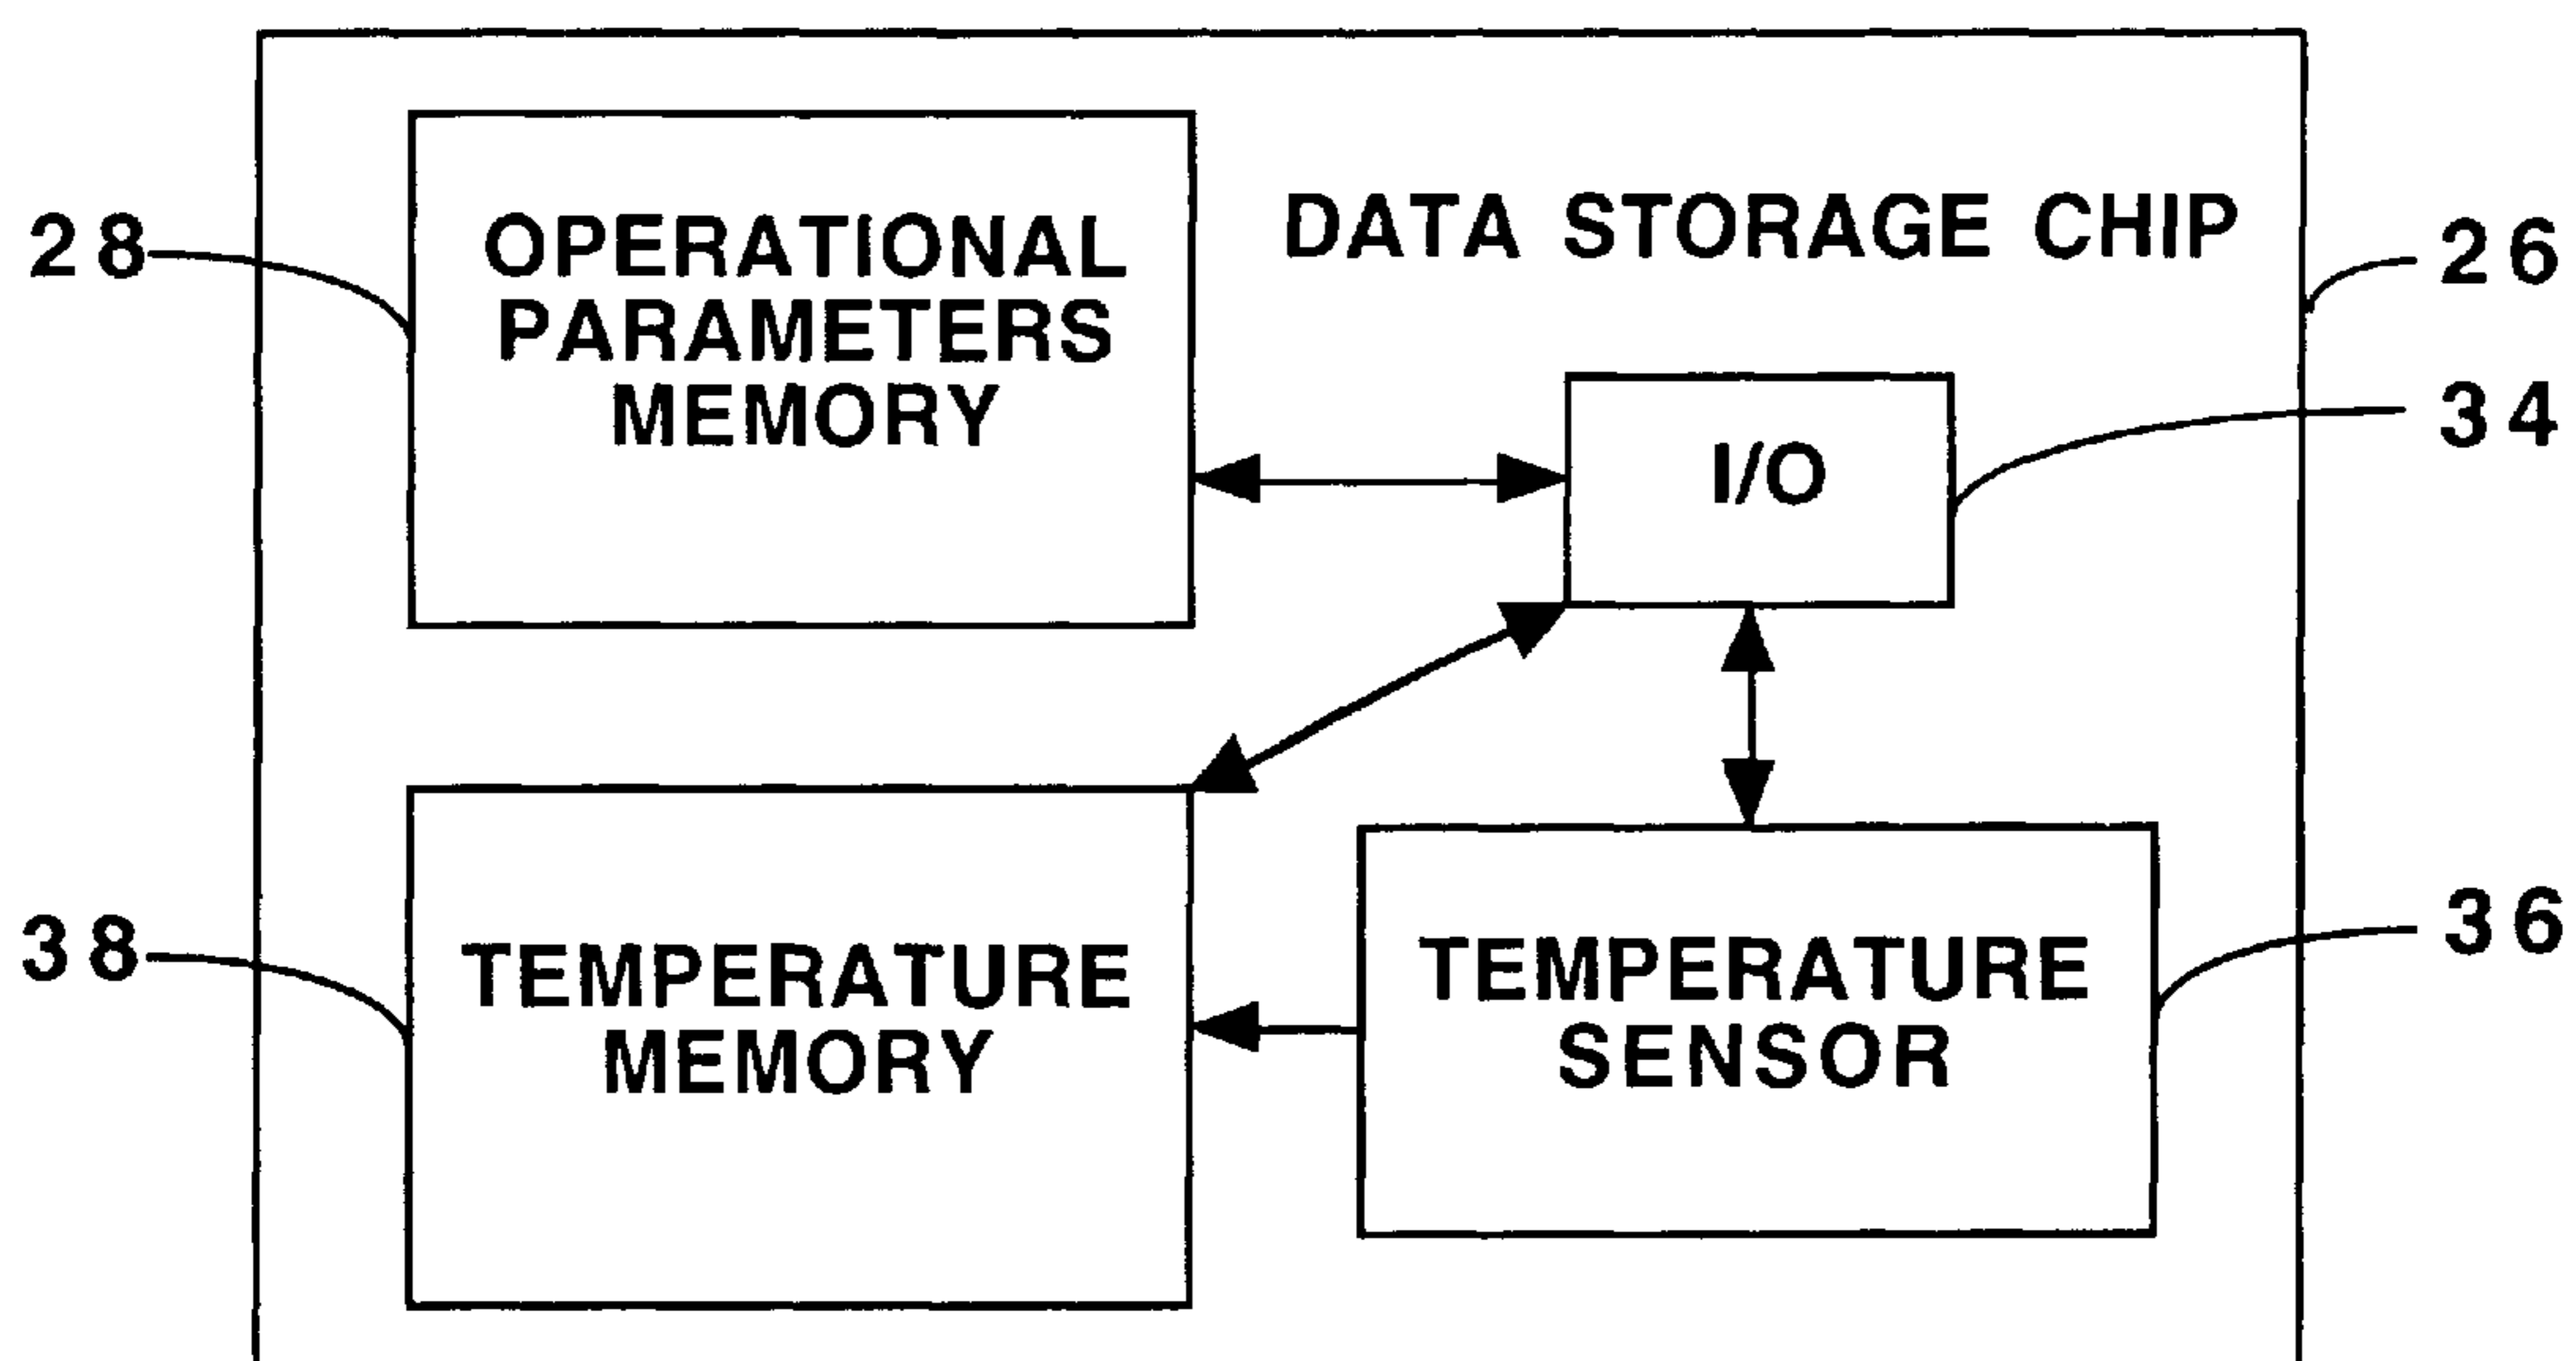 28
OPERATIONAL
PARAMETERS
MEMORY
DATA STORAGE CHIP
26
34
I/O
38
TEMPERATURE
MEMORY
TEMPERATURE
SENSOR
36